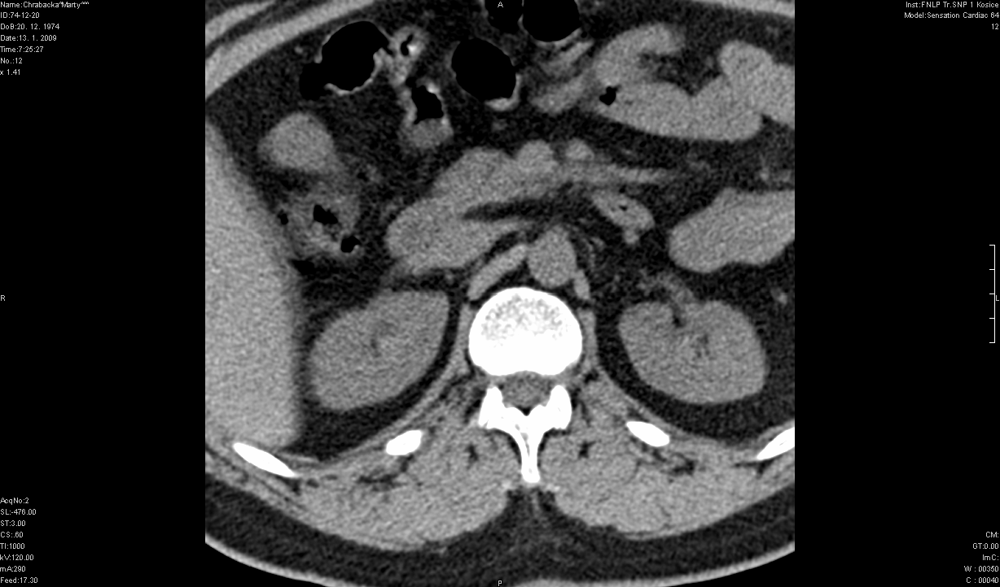 Name:Chrabacka^Marty^^^
ID:74-12-20
DoB:20. 12. 1974
Date:13. 1. 2009
Time:7:25:27
No.:12
x 1.41
A
Inst:FNLP Tr.SNP 1 Kosice
Model:Sensation Cardiac 64
12
R
L
AcqNo:2
SL:-476.00
ST:3.00
CS:.60
TI:1000
kV:120.00
mA:290
Feed:17.30
P
CM:
GT:0.00
ImC:
W : 00350
C : 00040